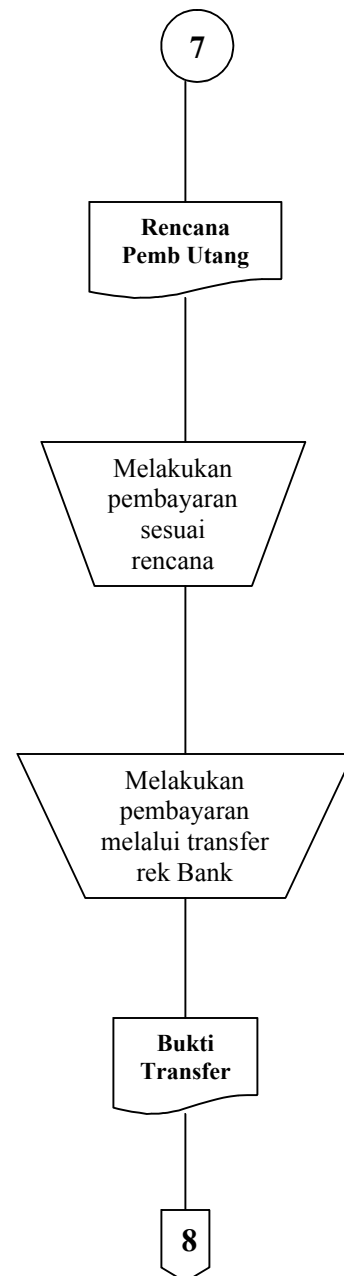 7
Rencana
Pemb Utang
Melakukan
pembayaran
sesuai
rencana
Melakukan
pembayaran
melalui transfer
rek Bank
Bukti
Transfer
8